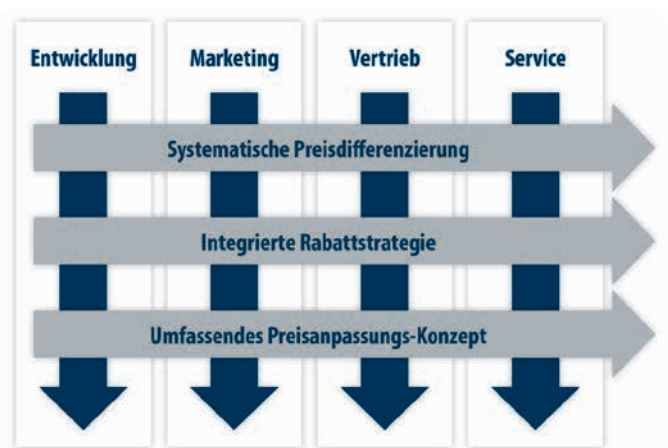 Entwicklung Marketing Vertrieb Service
Systematische Preisdifferenzierung
Integrierte Rabattstrategie
Umfassendes Preisanpassungs-Konzept